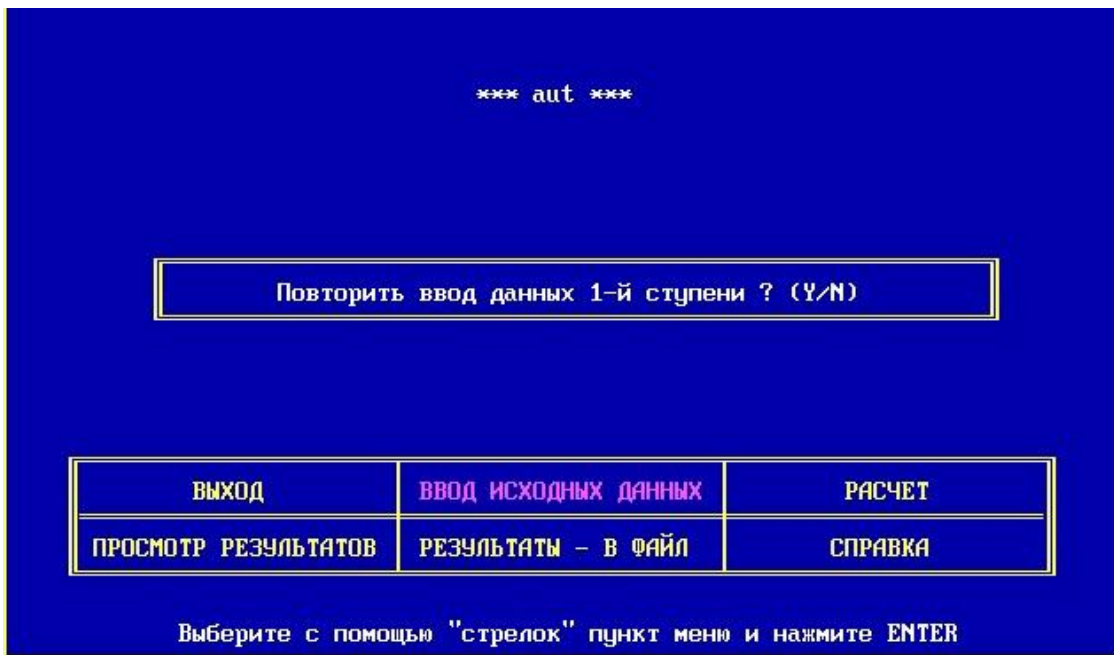 *** aut ***
Повторить ввод данных 1-й ступени ? (Y/N)
ВЫХОД ВВОД ИСХОДНЫХ ДАННЫХ РАСЧЕТ
ПРОСМОТР РЕЗУЛЬТАТОВ РЕЗУЛЬТАТЫ - В ФАЙЛ СПРАВКА
Выберите с помощью "стрелок" пункт меню и нажмите ENTER